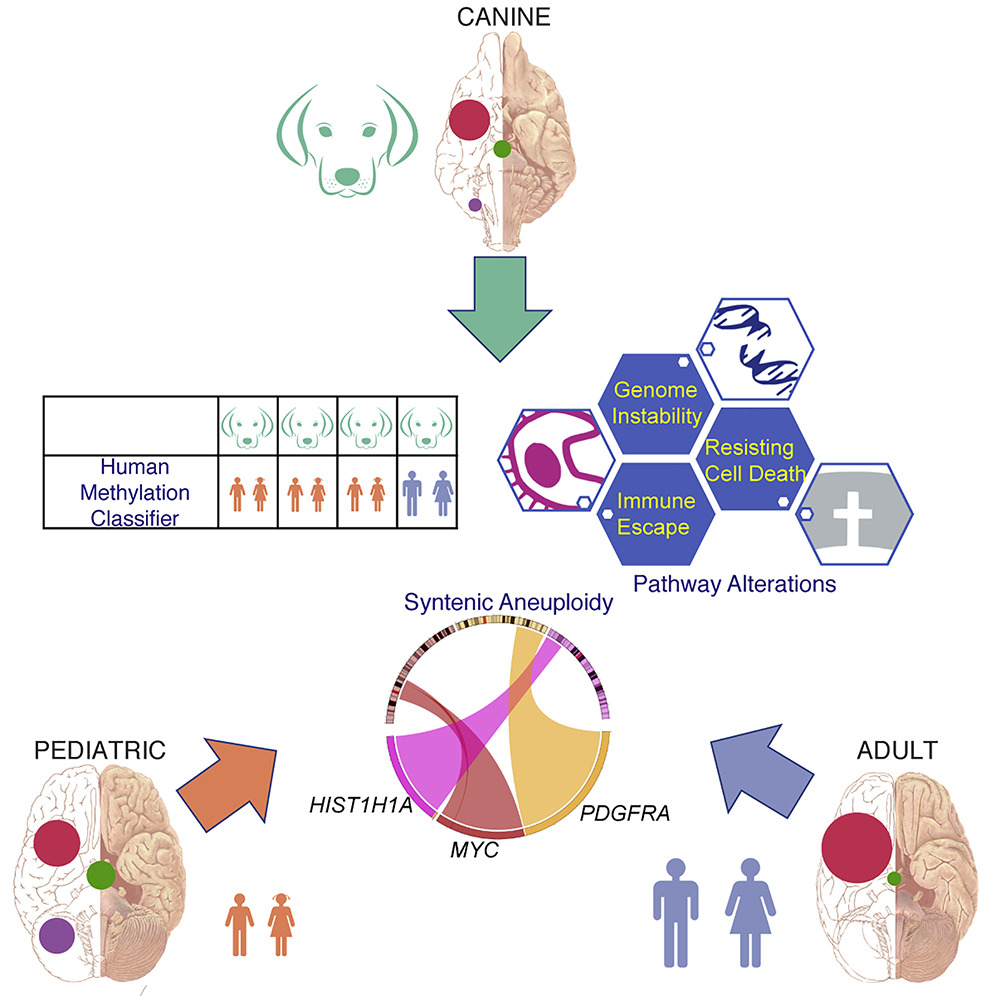 CANINE
Human
Methylation
Classifier
Genome
Instability
Resisting
Cell Death
Immune
Escape
Pathway Alterations
Syntenic Aneuploidy
PEDIATRIC
ADULT
HIST1H1A
PDGFRA
MYC